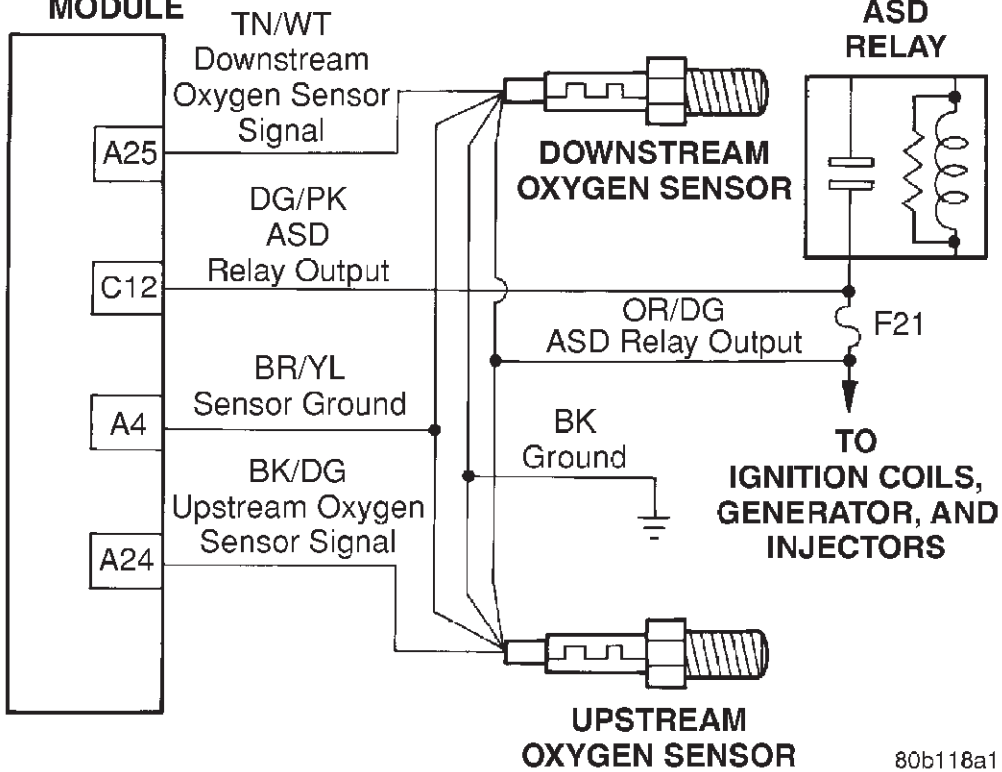 MODULE
TN/WT
Downstream
Oxygen Sensor
Signal
A25
DOWNSTREAM
OXYGEN SENSOR
ASD
RELAY
DG/PK
ASD
Relay Output
C12
OR/DG
ASD Relay Output
F21
BR/YL
Sensor Ground
A4
BK
Ground
TO
IGNITION COILS,
GENERATOR, AND
INJECTORS
BK/DG
Upstream Oxygen
Sensor Signal
A24
UPSTREAM
OXYGEN SENSOR
80b118a1